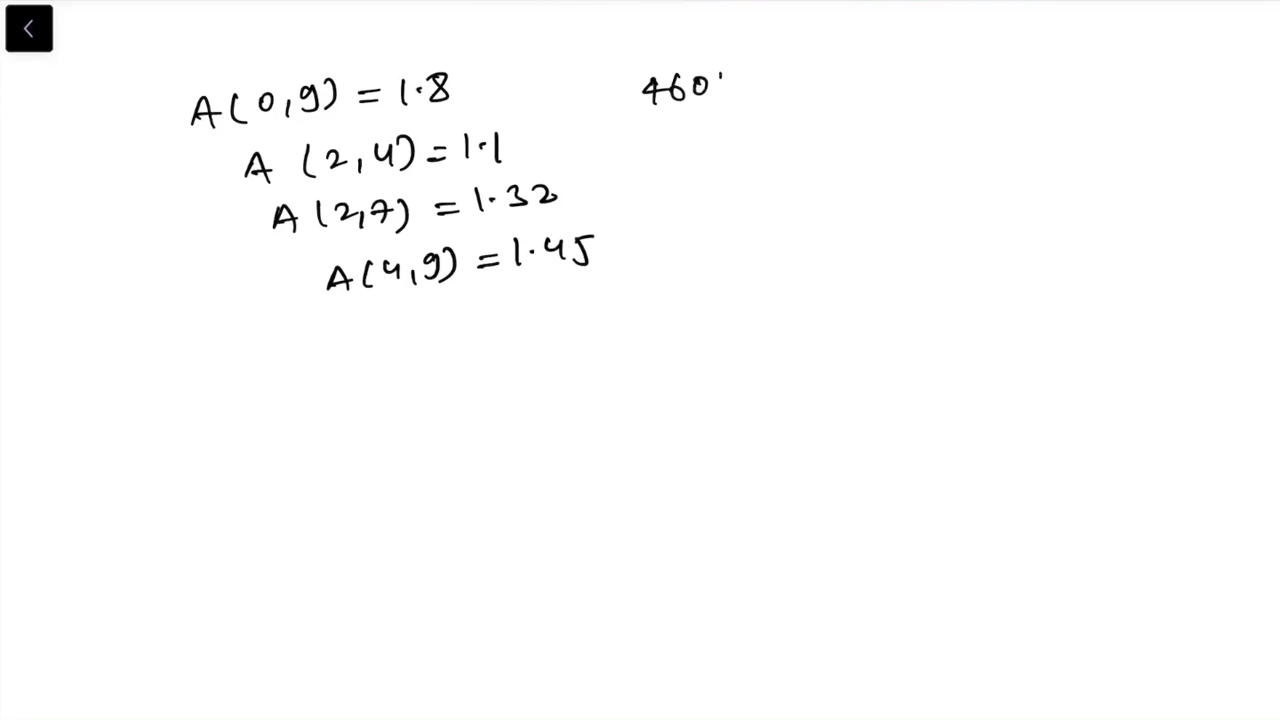 A(0,9) = 1.8
460'
A (2,4) = 1.1
A(2,7) = 1.32
A(4,9) = 1.45